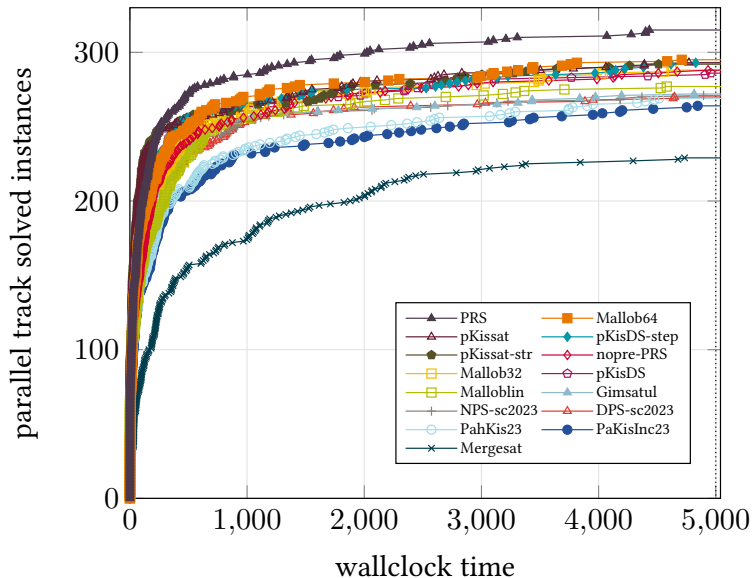 parallel track solved instances
300
200
100
0
0 1,000 2,000 3,000 4,000 5,000
wallclock time
PRS Mallob64
pKissat pKisDS-step
pKissat-str nopre-PRS
Mallob32 pKisDS
Malloblin Gimsatul
NPS-sc2023 DPS-sc2023
PahKis23 PaKisInc23
Mergesat